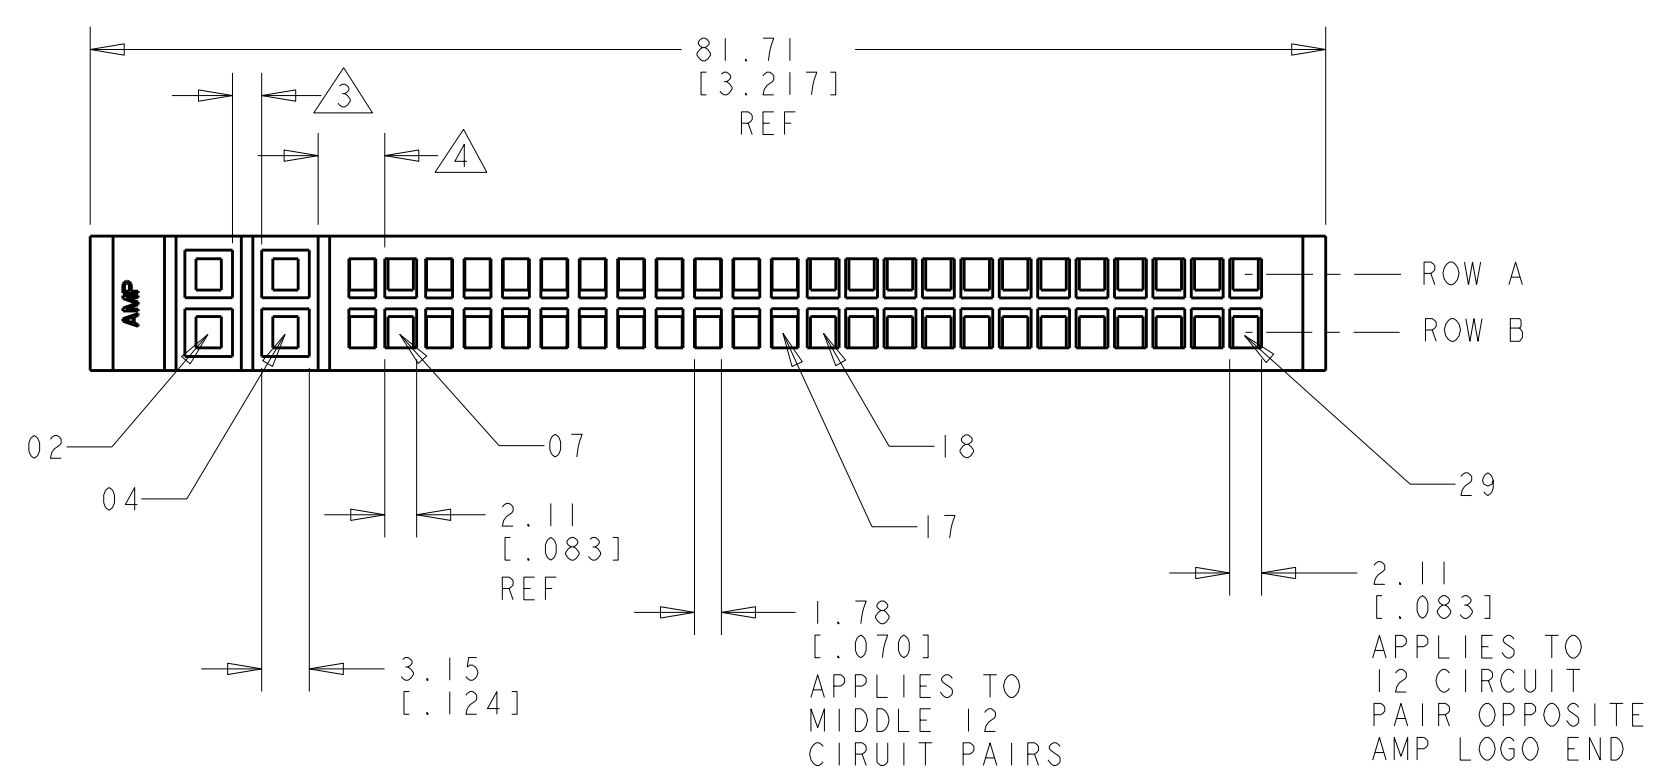 81.71
[3.217]
REF
3
4
AMP
ROW A
ROW B
02
04
07
18
17
29
2.11
[.083]
REF
3.15
[.124]
1.78
[.070]
APPLIES TO
MIDDLE 12
CIRUIT PAIRS
2.11
[.083]
APPLIES TO
12 CIRCUIT
PAIR OPPOSITE
AMP LOGO END